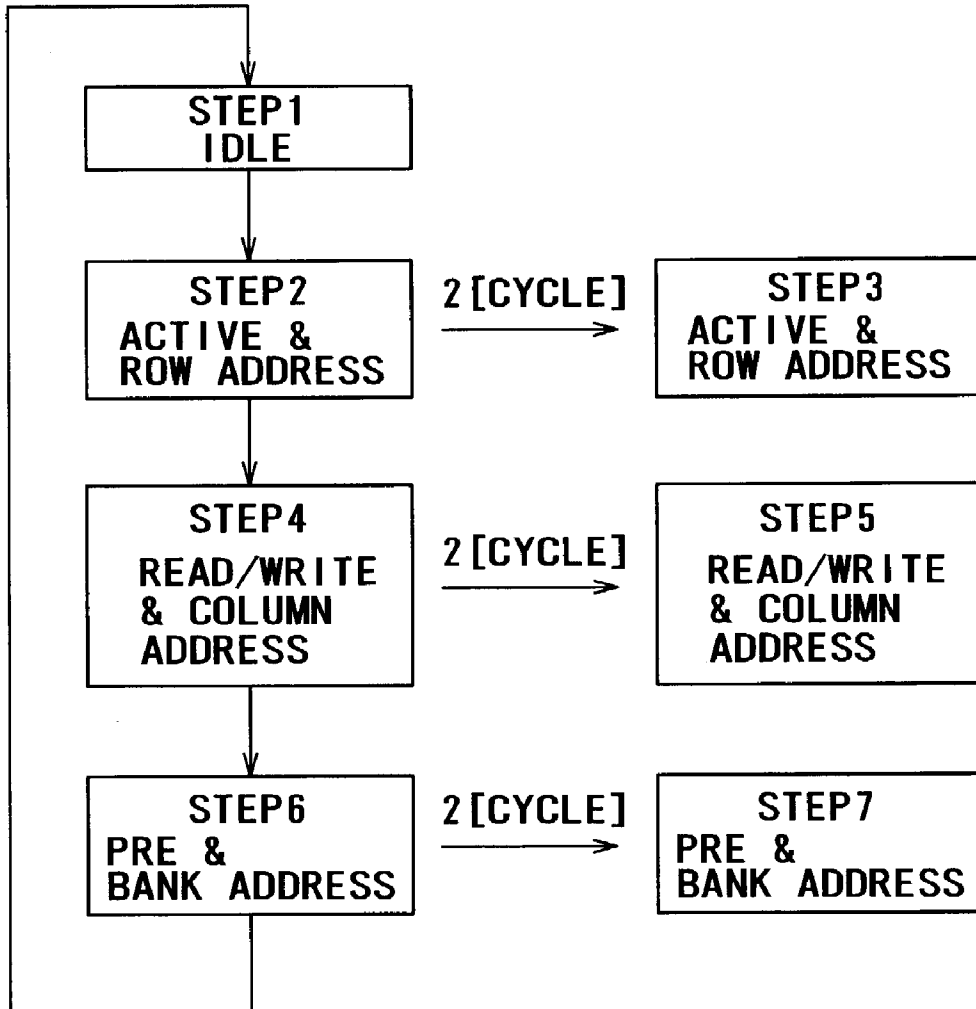 STEP1
IDLE
STEP2
ACTIVE &
ROW ADDRESS
2[CYCLE]
STEP3
ACTIVE &
ROW ADDRESS
STEP4
READ/WRITE
& COLUMN
ADDRESS
2[CYCLE]
STEP5
READ/WRITE
& COLUMN
ADDRESS
STEP6
PRE &
BANK ADDRESS
2[CYCLE]
STEP7
PRE &
BANK ADDRESS